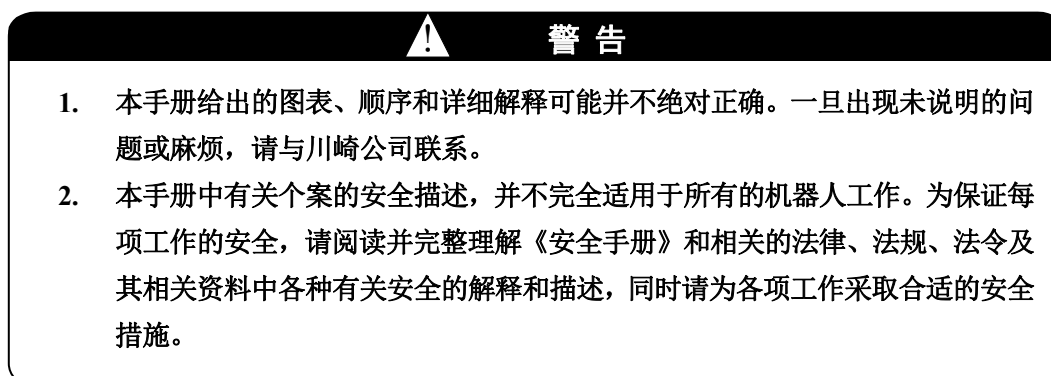 警 告
1. 本手册给出的图表、顺序和详细解释可能并不绝对正确。一旦出现未说明的问
题或麻烦，请与川崎公司联系。
2. 本手册中有关个案的安全描述，并不完全适用于所有的机器人工作。为保证每
项工作的安全，请阅读并完整理解《安全手册》和相关的法律、法规、法令及
其相关资料中各种有关安全的解释和描述，同时请为各项工作采取合适的安全
措施。